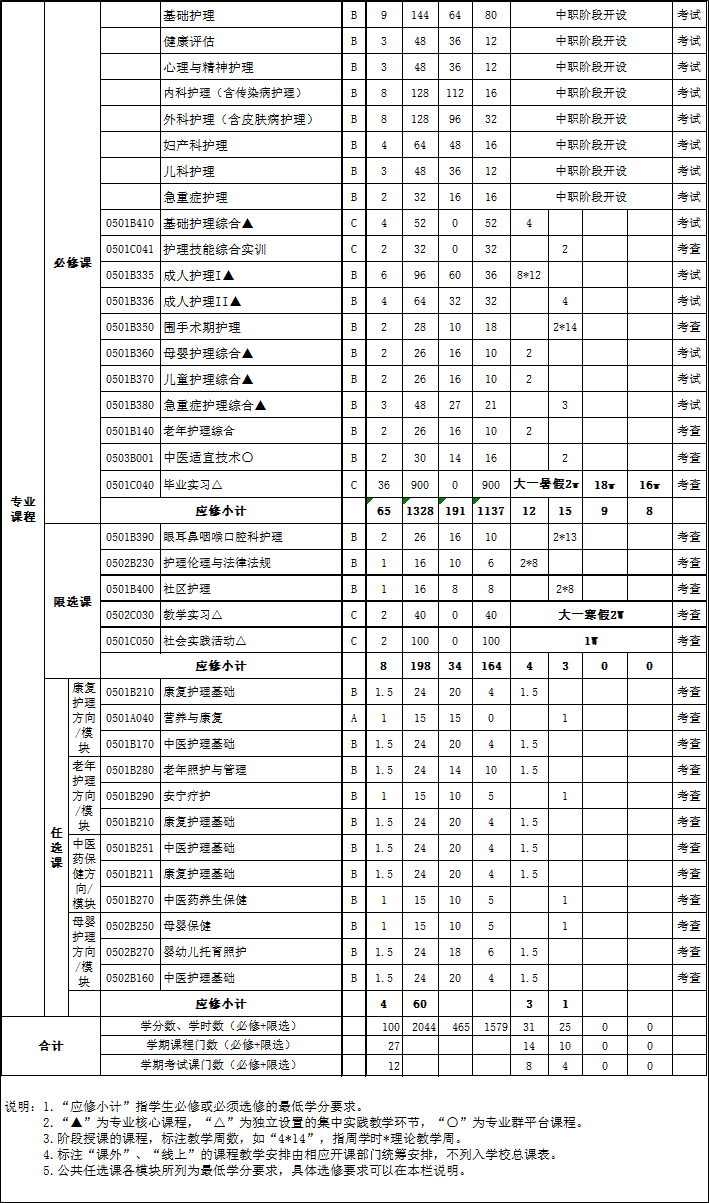 基础护理 B 9 144 64 80 中职阶段开设 考试
健康评估 B 3 48 36 12 中职阶段开设 考试
心理与精神护理 B 3 48 36 12 中职阶段开设 考试
内科护理（含传染病护理） B 8 128 112 16 中职阶段开设 考试
外科护理（含皮肤病护理） B 8 128 96 32 中职阶段开设 考试
妇产科护理 B 4 64 48 16 中职阶段开设 考试
儿科护理 B 3 48 36 12 中职阶段开设 考试
急重症护理 B 2 32 16 16 中职阶段开设 考试
0501B410 基础护理综合▲ C 4 52 0 52 4 考试
必修课
0501C041 护理技能综合实训 C 2 32 0 32 2 考查
0501B335 成人护理I▲ B 6 96 60 36 8*12 考试
0501B336 成人护理II▲ B 4 64 32 32 4 考试
0501B350 围手术期护理 B 2 28 10 18 2*14 考查
0501B360 母婴护理综合▲ B 2 26 16 10 2 考试
0501B370 儿童护理综合▲ B 2 26 16 10 2 考试
0501B380 急重症护理综合▲ B 3 48 27 21 3 考试
0501B140 老年护理综合 B 2 26 16 10 2 考查
0503B001 中医适宜技术〇 B 2 30 14 16 2 考查
0501C040 毕业实习△ C 36 900 0 900 大一暑假2w 18w 16w 考查
专业
课程
应修小计 65 1328 191 1137 12 15 9 8
0501B390 眼耳鼻咽喉口腔科护理 B 2 26 16 10 2*13 考查
0502B230 护理伦理与法律法规 B 1 16 10 6 2*8 考查
限选课
0501B400 社区护理 B 1 16 8 8 2*8 考查
0502C030 教学实习△ C 2 40 0 40 大一寒假2W 考查
0501C050 社会实践活动△ C 2 100 0 100 1W 考查
应修小计 8 198 34 164 4 3 0 0
任
选
课
康复
护理
方向
/模
块
0501B210 康复护理基础 B 1.5 24 20 4 1.5 考查
0501A040 营养与康复 A 1 15 15 0 1 考查
0501B170 中医护理基础 B 1.5 24 20 4 1.5 考查
老年
护理
方向
/模
块
0501B280 老年照护与管理 B 1.5 24 14 10 1.5 考查
0501B290 安宁疗护 B 1 15 10 5 1 考查
0501B210 康复护理基础 B 1.5 24 20 4 1.5 考查
中医
药保
健方
向/
模块
0501B251 中医护理基础 B 1.5 24 20 4 1.5 考查
0501B211 康复护理基础 B 1.5 24 20 4 1.5 考查
0501B270 中医药养生保健 B 1 15 10 5 1 考查
母婴
护理
方向
/模
块
0502B250 母婴保健 B 1 15 10 5 1 考查
0502B270 婴幼儿托育照护 B 1.5 24 18 6 1.5 考查
0502B160 中医护理基础 B 1.5 24 20 4 1.5 考查
应修小计 4 60 3 1
合计
学分数、学时数（必修+限选） 100 2044 465 1579 31 25 0 0
学期课程门数（必修+限选） 27 14 10 0 0
学期考试课门数（必修+限选） 12 8 4 0 0
说明：1.“应修小计”指学生必修或必须选修的最低学分要求。
2.“▲”为专业核心课程，“△”为独立设置的集中实践教学环节，“〇”为专业群平台课程。
3.阶段授课的课程，标注教学周数，如“4*14”，指周学时*理论教学周。
4.标注“课外”、“线上”的课程教学安排由相应开课部门统筹安排，不列入学校总课表。
5.公共任选课各模块所列为最低学分要求，具体选修要求可以在本栏说明。